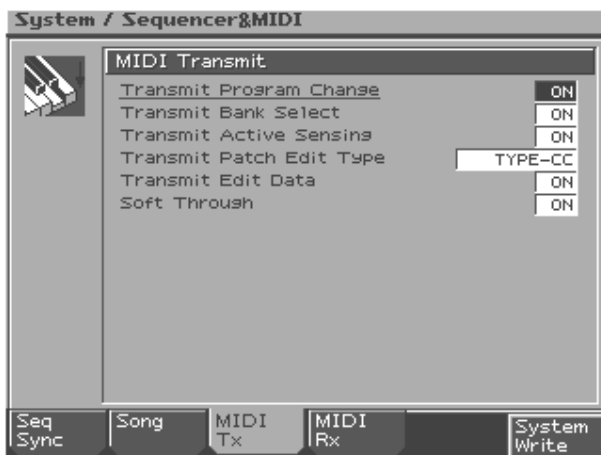 System / Sequencer&MIDI
MIDI Transmit
Transmit Program Change ON
Transmit Bank Select ON
Transmit Active Sensing ON
Transmit Patch Edit Type TYPE-CC
Transmit Edit Data ON
Soft Through ON
Seq Sync
Song
MIDI Tx
MIDI Rx
System Write